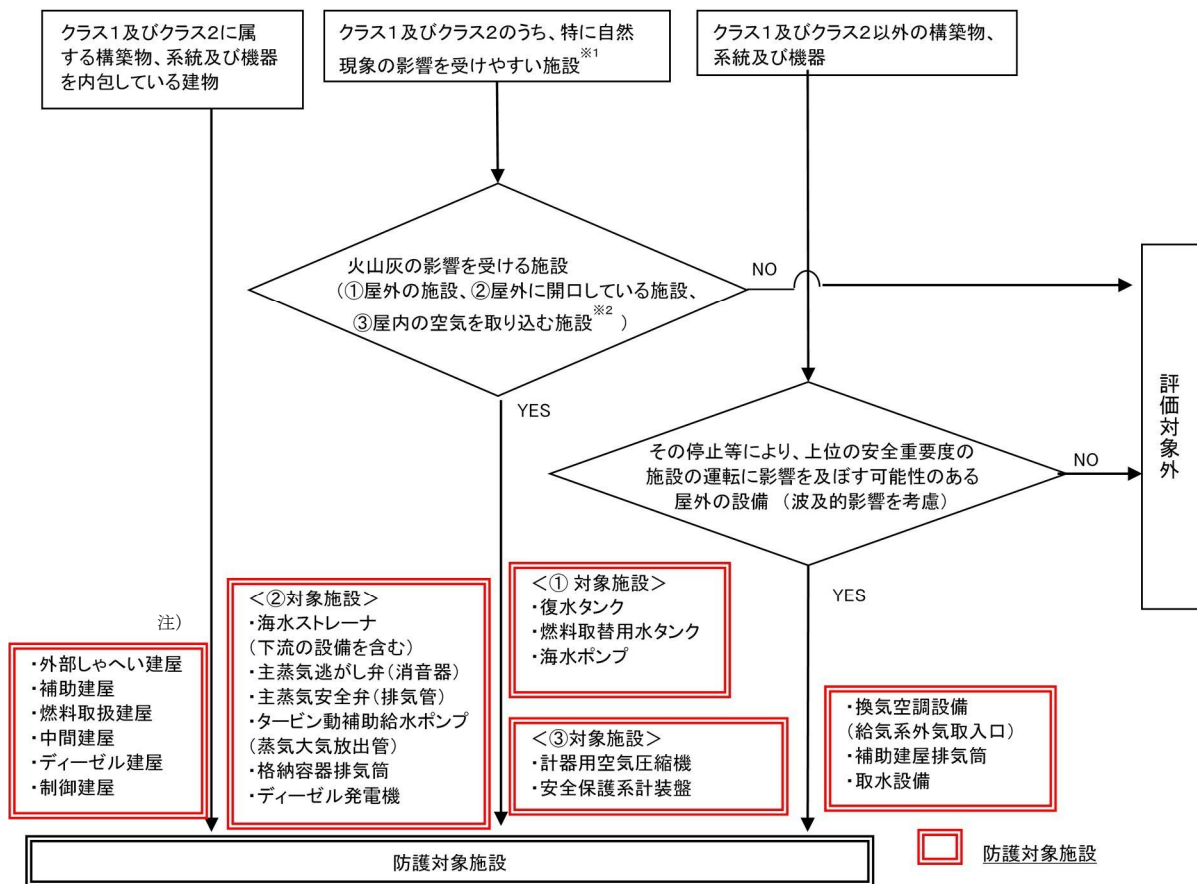 クラス1及びクラス2に属
する構築物、系統及び機器
を内包している建物
クラス1及びクラス2のうち、特に自然
現象の影響を受けやすい施設※1
クラス1及びクラス2以外の構築物、
系統及び機器
火山灰の影響を受ける施設
(①屋外の施設、②屋外に開口している施設、
③屋内の空気を取り込む施設※2)
NO
YES
評価対象外
その停止等により、上位の安全重要度の
施設の運転に影響を及ぼす可能性のある
屋外の設備 (波及的影響を考慮)
NO
YES
注)
・外部しゃへい建屋
・補助建屋
・燃料取扱建屋
・中間建屋
・ディーゼル建屋
・制御建屋
<②対象施設>
・海水ストレーナ
(下流の設備を含む)
・主蒸気逃がし弁(消音器)
・主蒸気安全弁(排気管)
・タービン動補助給水ポンプ
(蒸気大気放出管)
・格納容器排気筒
・ディーゼル発電機
<① 対象施設>
・復水タンク
・燃料取替用水タンク
・海水ポンプ
<③対象施設>
・計器用空気圧縮機
・安全保護系計装盤
・換気空調設備
(給気系外気取入口)
・補助建屋排気筒
・取水設備
防護対象施設
防護対象施設